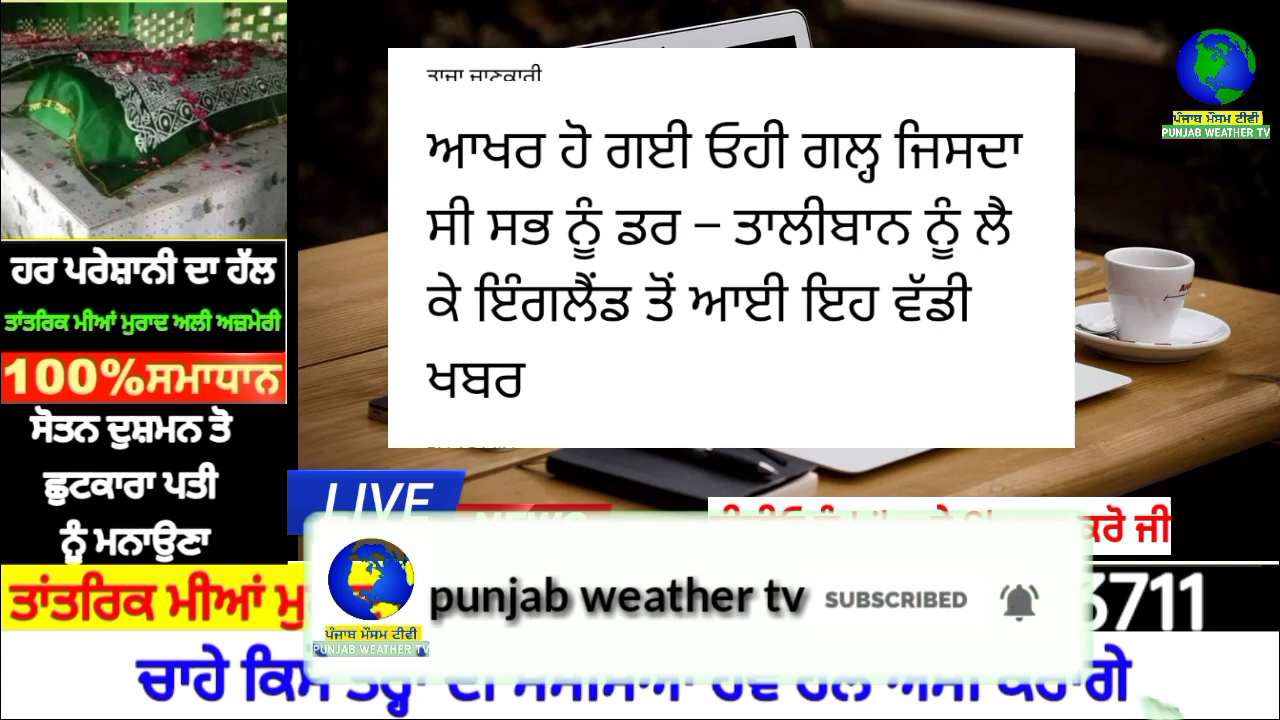 ਤਾਜ਼ਾ ਜਾਣਕਾਰੀ
ਆਖਰ ਹੋ ਗਈ ਓਹੀ ਗਲ੍ਹ ਜਿਸਦਾ
ਸੀ ਸਭ ਨੂੰ ਡਰ – ਤਾਲੀਬਾਨ ਨੂੰ ਲੈ
ਕੇ ਇੰਗਲੈਂਡ ਤੋਂ ਆਈ ਇਹ ਵੱਡੀ
ਖਬਰ
ਪੰਜਾਬ ਮੌਸਮ ਟੀਵੀ
PUNJAB WEATHER TV
ਹਰ ਪਰੇਸ਼ਾਨੀ ਦਾ ਹੱਲ
ਤਾਂਤਰਿਕ ਮੀਆਂ ਮੁਰਾਦ ਅਲੀ ਅਜ਼ਮੇਰੀ
100%ਸਮਾਧਾਨ
ਸੋਤਨ ਦੁਸ਼ਮਨ ਤੋ
ਛੁਟਕਾਰਾ ਪਤੀ
ਨੂੰ ਮਨਾਉਣਾ
LIVE
ਕਰੋ ਜੀ
ਤਾਂਤਰਿਕ ਮੀਆਂ
3711
punjab weather tv SUBSCRIBED
ਪੰਜਾਬ ਮੌਸਮ ਟੀਵੀ
PUNJAB WEATHER TV
ਚਾਹੇ